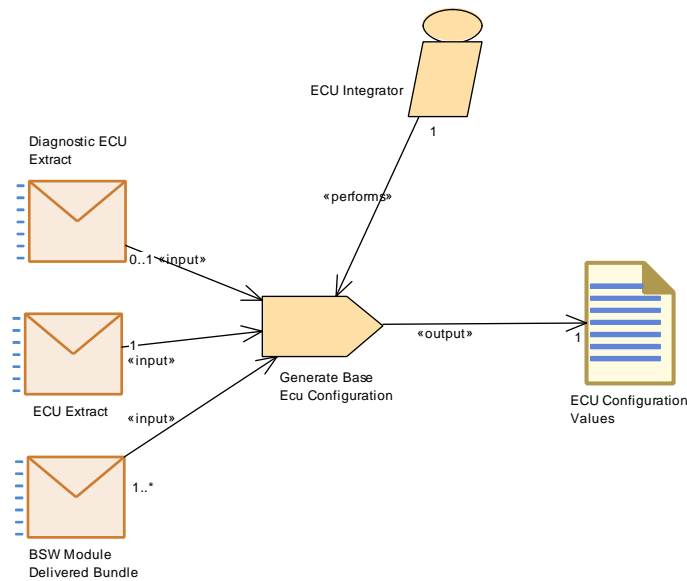 ECU Integrator
1
Diagnostic ECU
Extract
«performs»
0..1 «input»
1
«input»
«output»
1
Generate Base
Ecu Configuration
ECU Configuration
Values
ECU Extract
«input»
1..*
BSW Module
Delivered Bundle